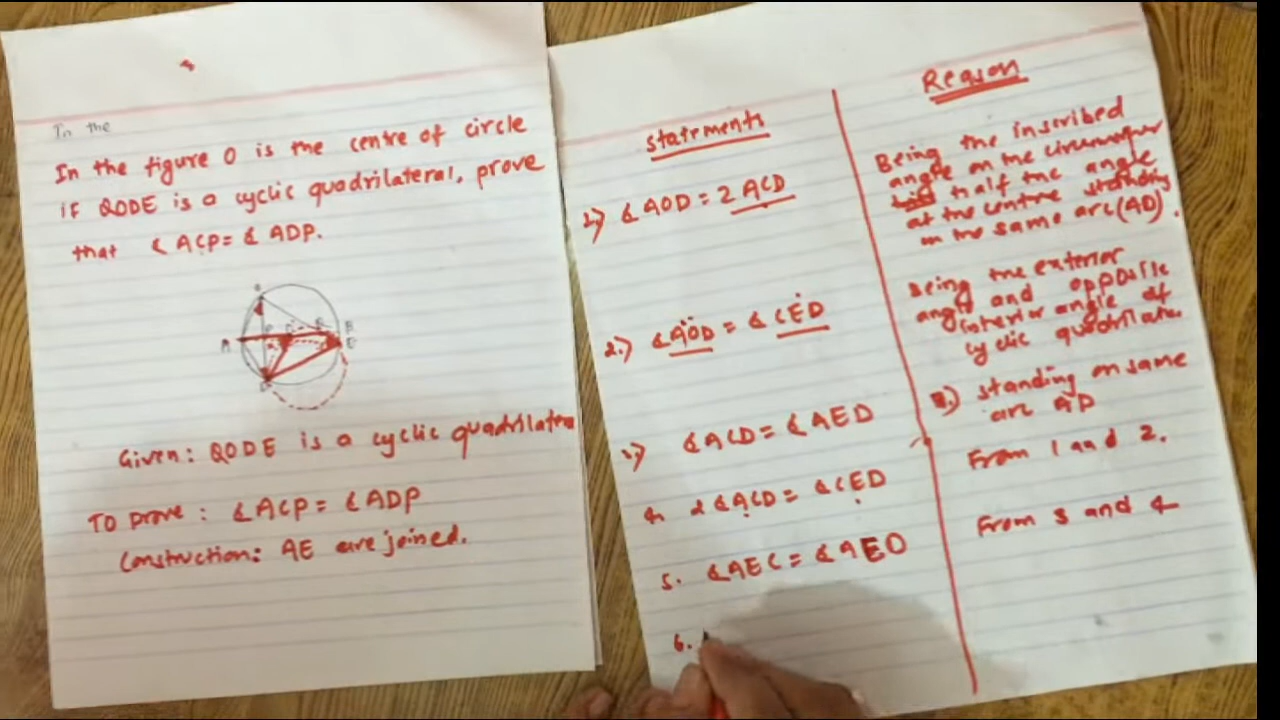 In the
In the figure O is the centre of circle
if QODE is a cyclic quadrilateral, prove
that ∡ACP = ∡ADP.
A
Given: QODE is a cyclic quadrilatera
To prove: ∡ACP = ∡ADP
Construction: AE are joined.
Statements
1.) ∡AOD = 2 ACD
2.) ∡AOD = ∡CED
3.) ∡ACD = ∡AED
4. 2∡ACD = ∡CED
5. ∡AEC = ∡AED
6.
Reason
Being the inscribed
angle on the
half the angle
at the centre standing
on the same arc (AD).
Being the exterior
angle and opposite
interior angle of
cyclic
3.) standing on same
arc AD
From 1 and 2.
From 3 and 4